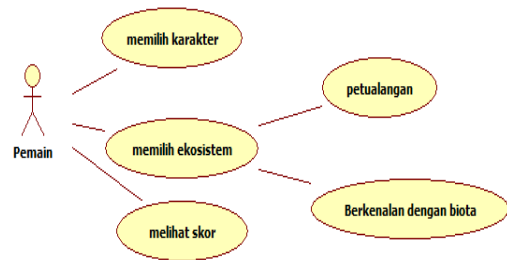 memilih karakter
petualangan
Pemain
memilih ekosistem
Berkenalan dengan biota
melihat skor